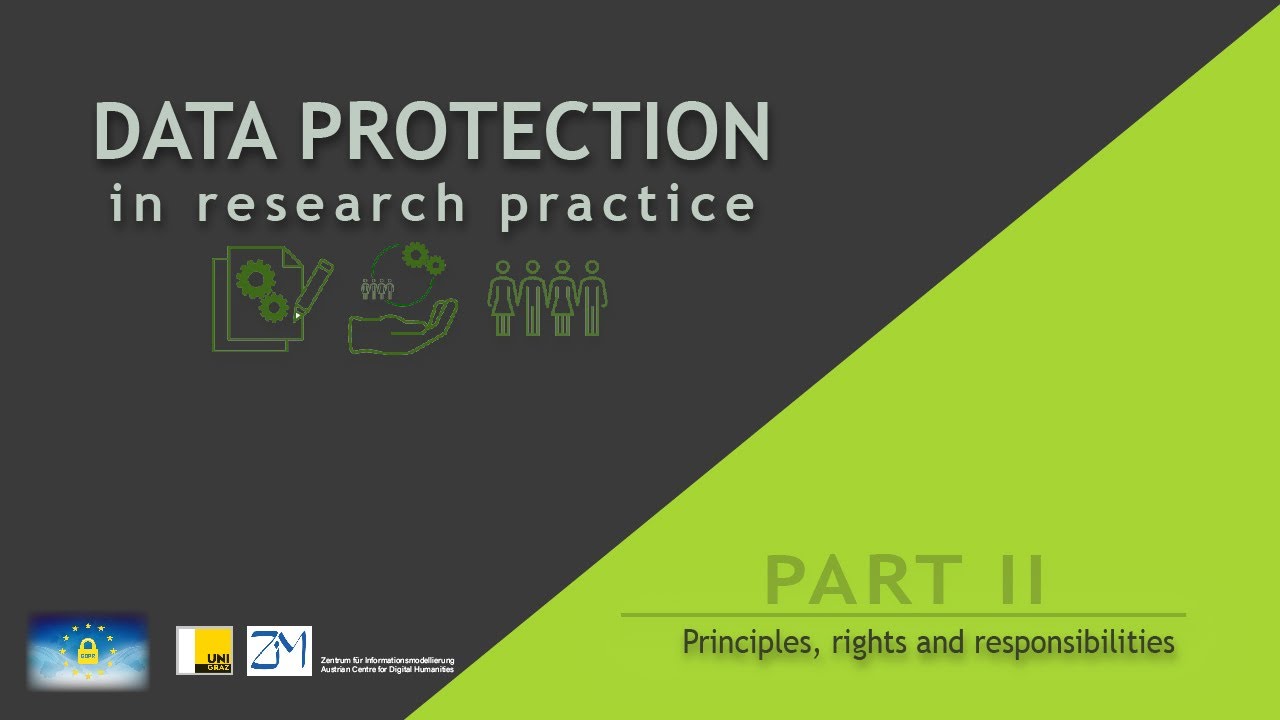 DATA PROTECTION
in research practice
PART II
Principles, rights and responsibilities
GDPR
UNI
GRAZ
ZIM
Zentrum für Informationsmodellierung
Austrian Centre for Digital Humanities